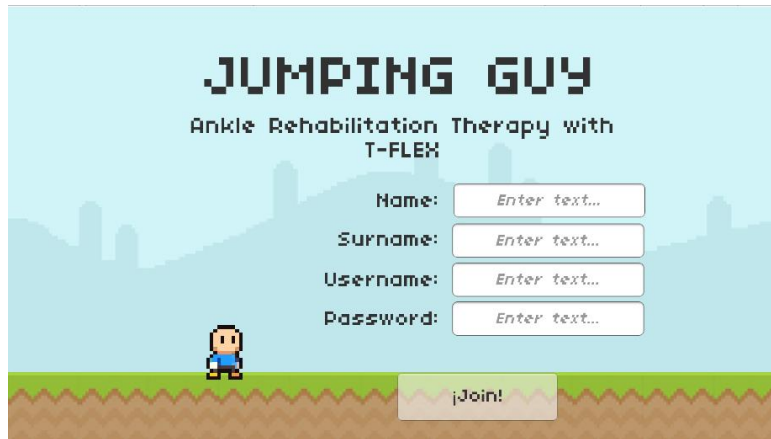 JUMPING GUY
Ankle Rehabilitation Therapy with
T-FLEX
Name: Enter text...
Surname: Enter text...
Username: Enter text...
Password: Enter text...
¡Join!